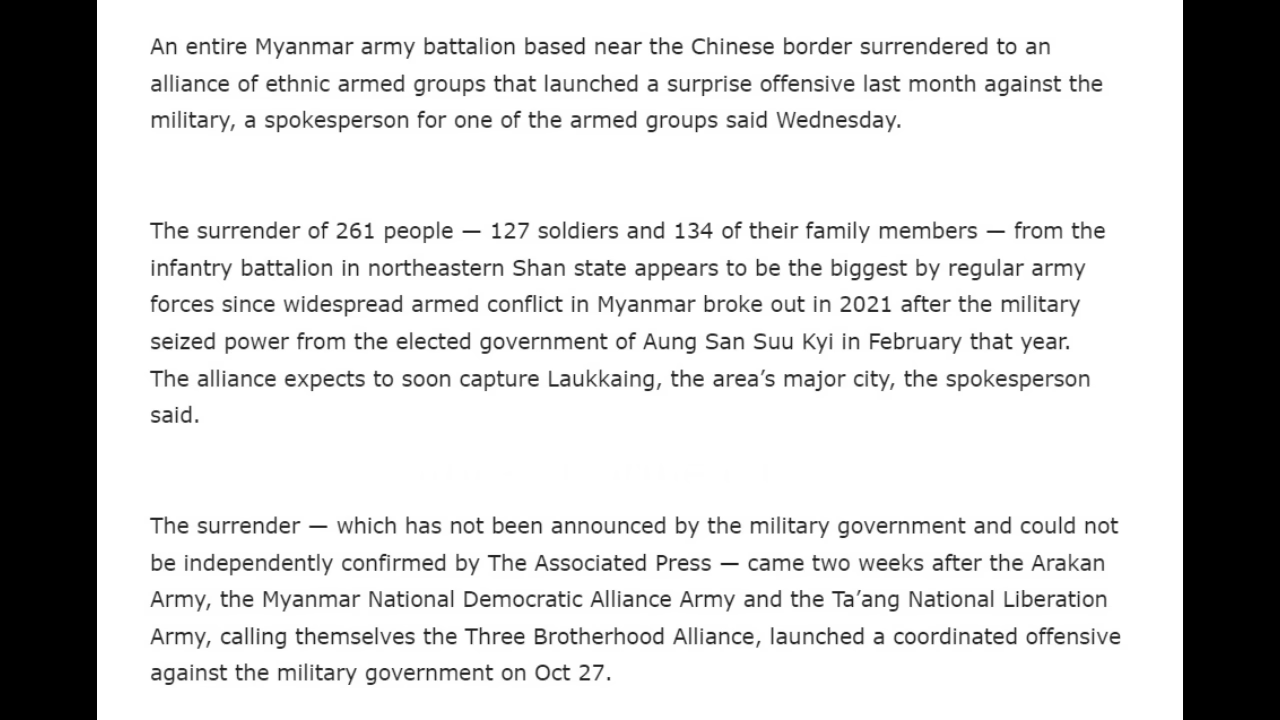 An entire Myanmar army battalion based near the Chinese border surrendered to an
alliance of ethnic armed groups that launched a surprise offensive last month against the
military, a spokesperson for one of the armed groups said Wednesday.
The surrender of 261 people — 127 soldiers and 134 of their family members — from the
infantry battalion in northeastern Shan state appears to be the biggest by regular army
forces since widespread armed conflict in Myanmar broke out in 2021 after the military
seized power from the elected government of Aung San Suu Kyi in February that year.
The alliance expects to soon capture Laukkaing, the area’s major city, the spokesperson
said.
The surrender — which has not been announced by the military government and could not
be independently confirmed by The Associated Press — came two weeks after the Arakan
Army, the Myanmar National Democratic Alliance Army and the Ta’ang National Liberation
Army, calling themselves the Three Brotherhood Alliance, launched a coordinated offensive
against the military government on Oct 27.